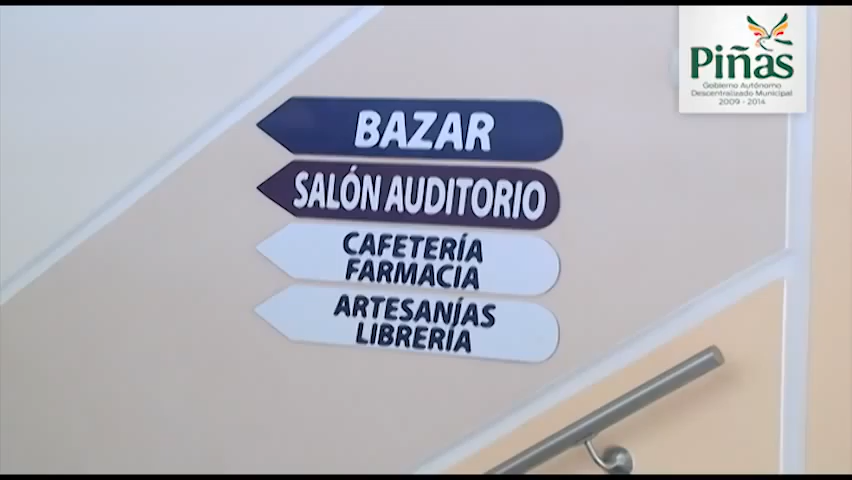 Piñas
Gobierno Autónomo
Descentralizado Municipal
2009 - 2014
BAZAR
SALÓN AUDITORIO
CAFETERÍA
FARMACIA
ARTESANÍAS
LIBRERÍA